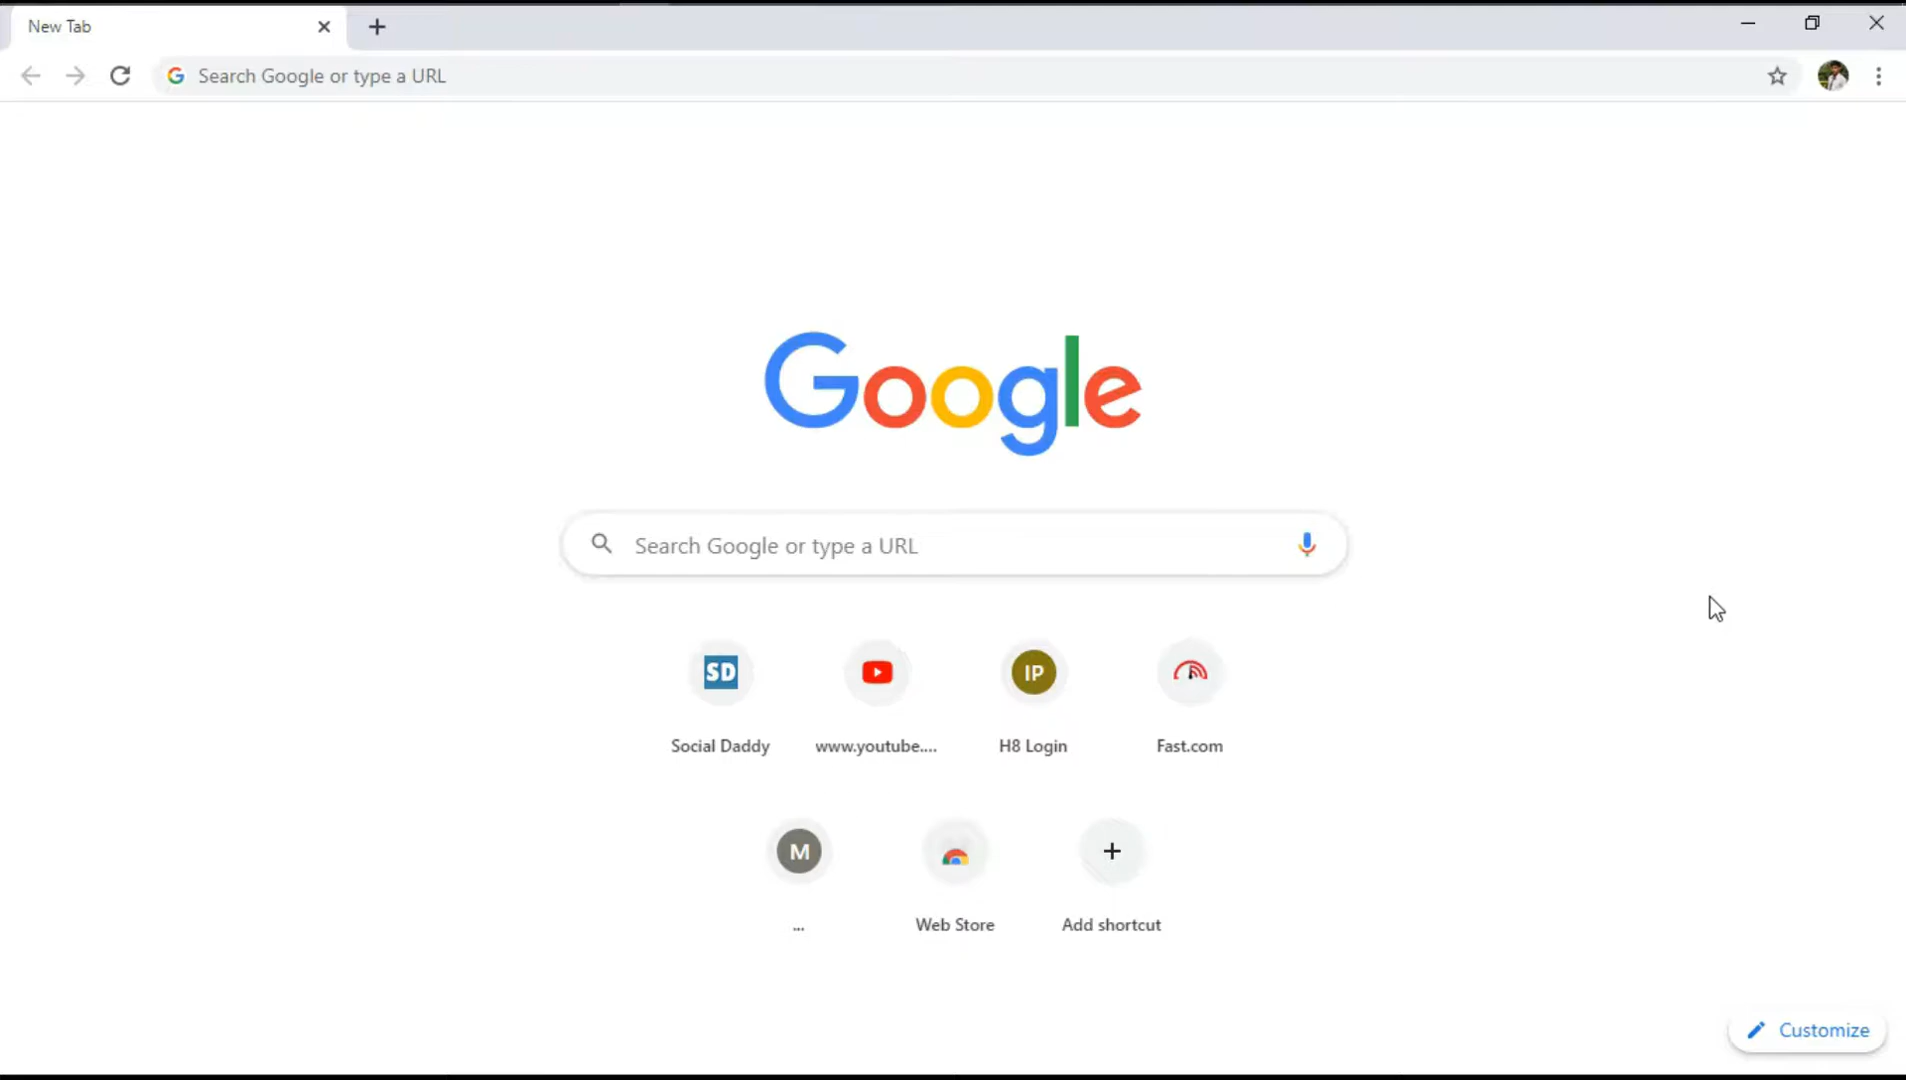 New Tab
Search Google or type a URL
Google
Search Google or type a URL
SD
IP
Social Daddy
www.youtube....
H8 Login
Fast.com
M
...
Web Store
Add shortcut
Customize